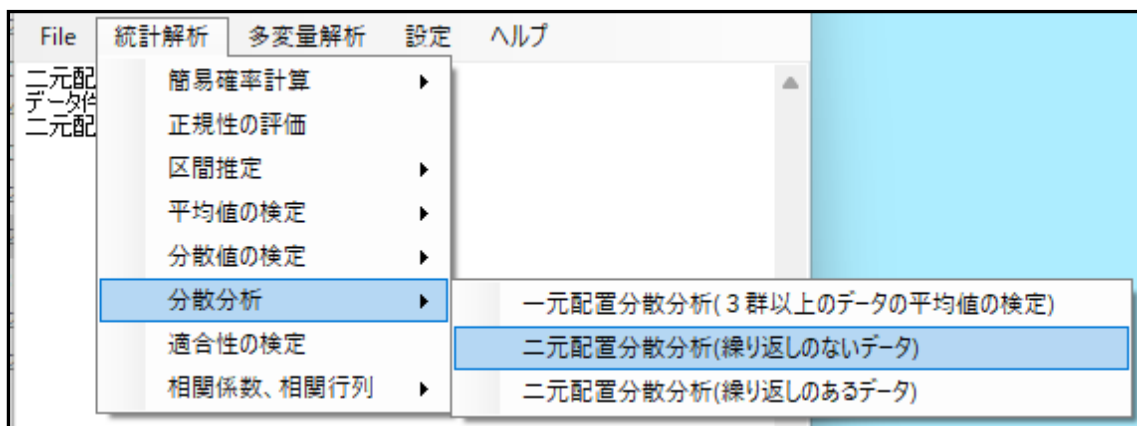 File 統計解析 多変量解析 設定 ヘルプ
二元配
データ
二元配
簡易確率計算
正規性の評価
区間推定
平均値の検定
分散値の検定
分散分析
適合性の検定
相関係数、相関行列
一元配置分散分析(3群以上のデータの平均値の検定)
二元配置分散分析(繰り返しのないデータ)
二元配置分散分析(繰り返しのあるデータ)